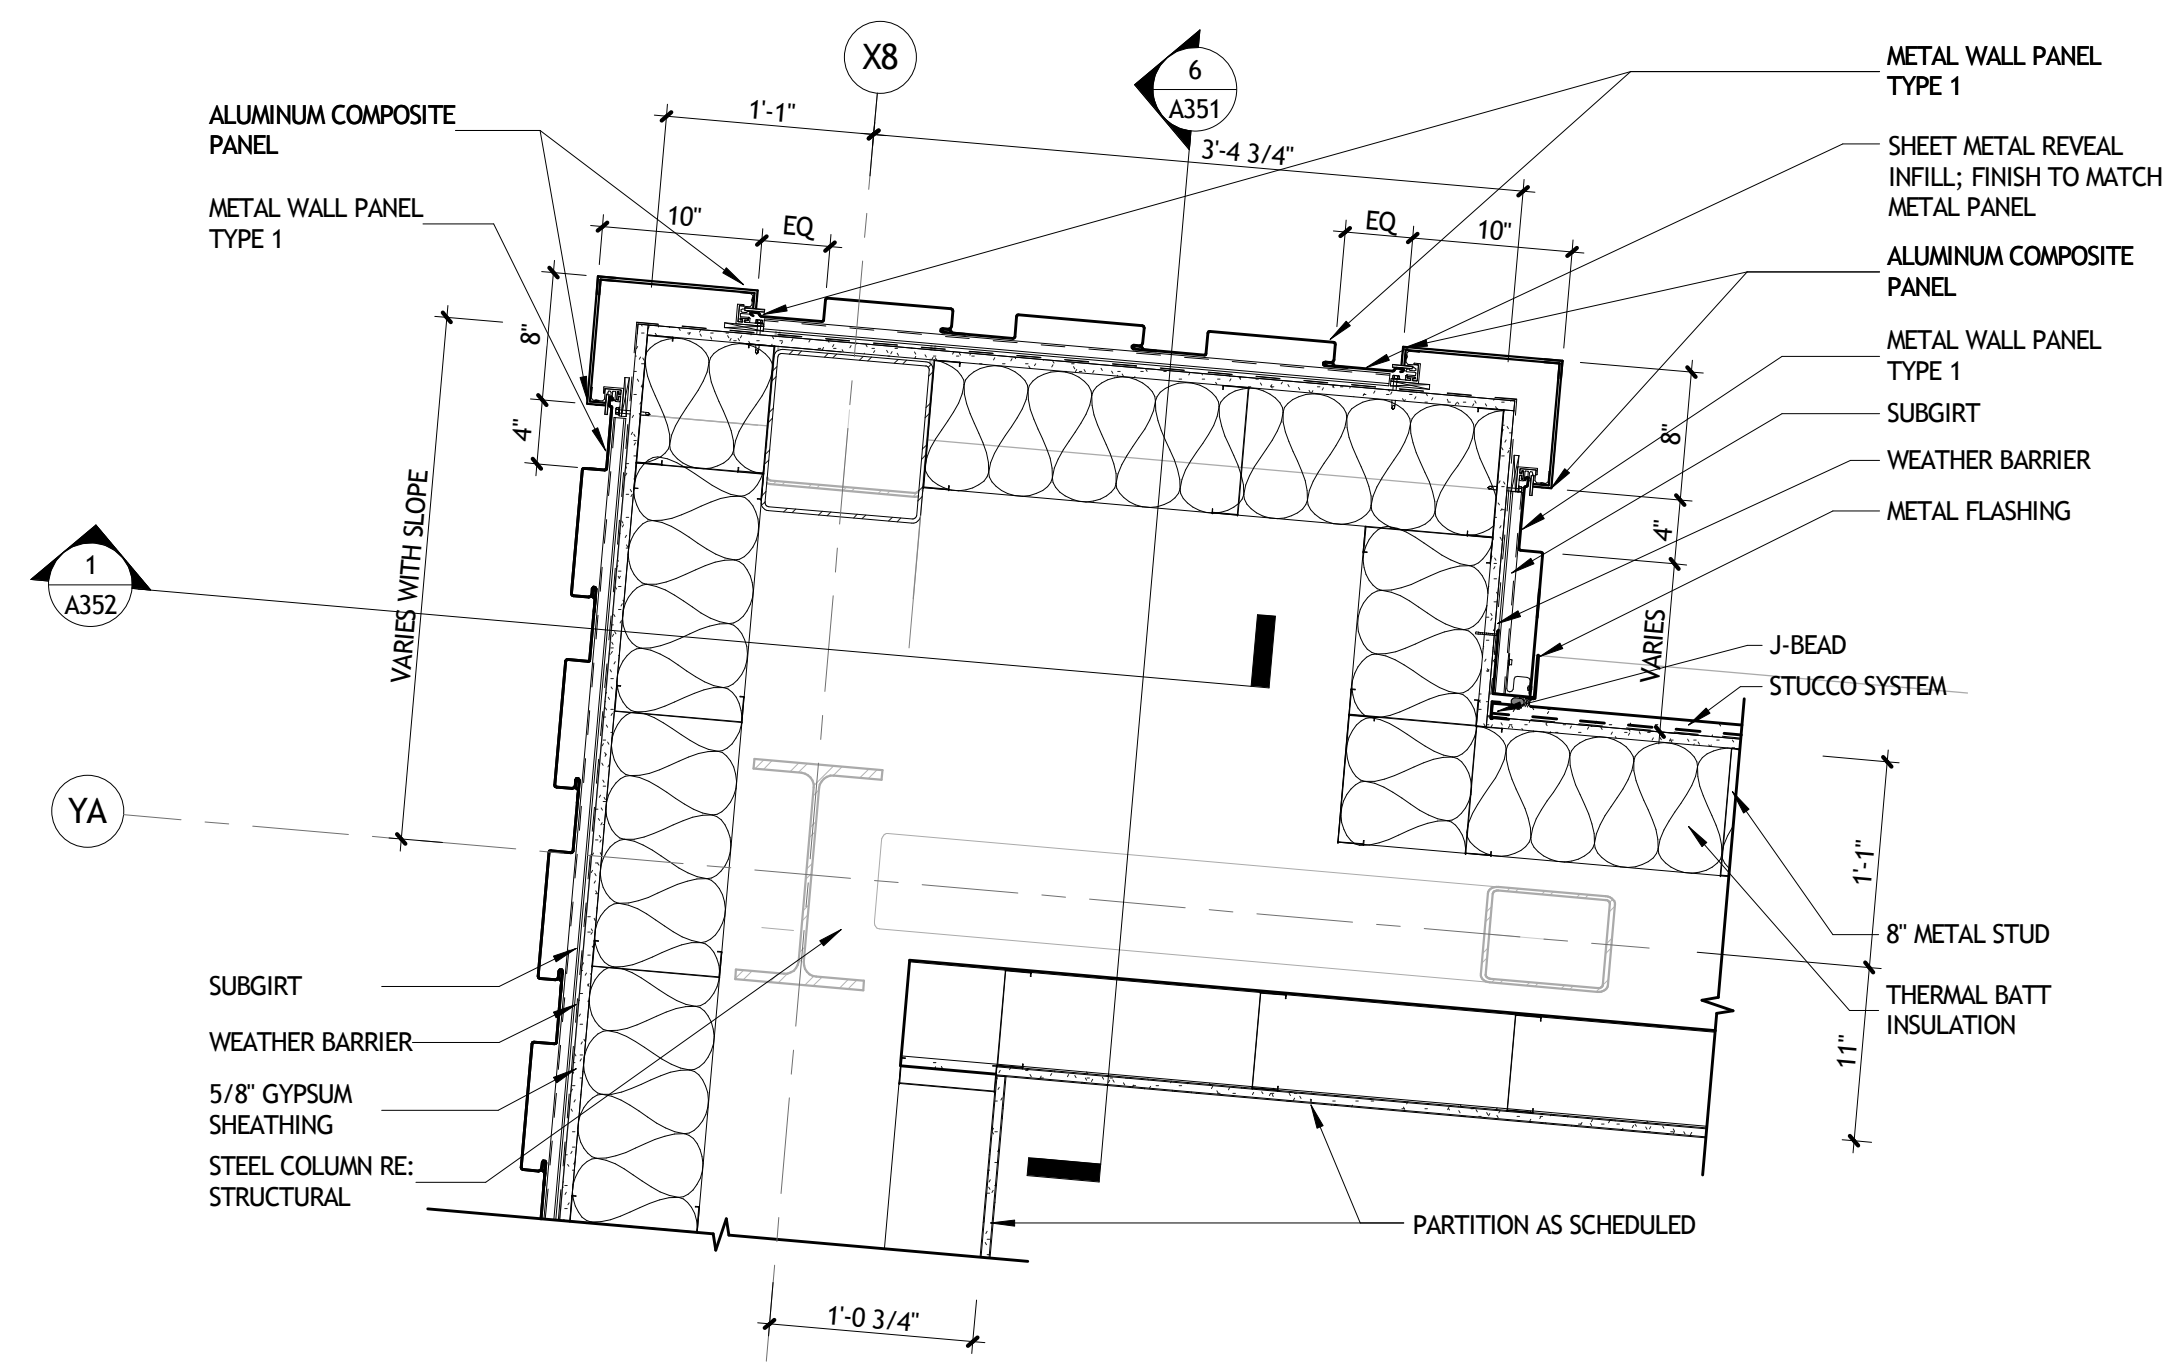 X8
6
A351
1'-1"
3'-4 3/4"
METAL WALL PANEL
TYPE 1
ALUMINUM COMPOSITE
PANEL
SHEET METAL REVEAL
INFILL; FINISH TO MATCH
METAL PANEL
METAL WALL PANEL
TYPE 1
10"
EQ
EQ
10"
ALUMINUM COMPOSITE
PANEL
8"
4"
VARIES WITH SLOPE
METAL WALL PANEL
TYPE 1
SUBGIRT
8"
WEATHER BARRIER
METAL FLASHING
4"
1
A352
VARIES
J-BEAD
STUCCO SYSTEM
YA
1'-1"
8" METAL STUD
SUBGIRT
THERMAL BATT
INSULATION
11"
WEATHER BARRIER
5/8" GYPSUM
SHEATHING
STEEL COLUMN RE:
STRUCTURAL
PARTITION AS SCHEDULED
1'-0 3/4"